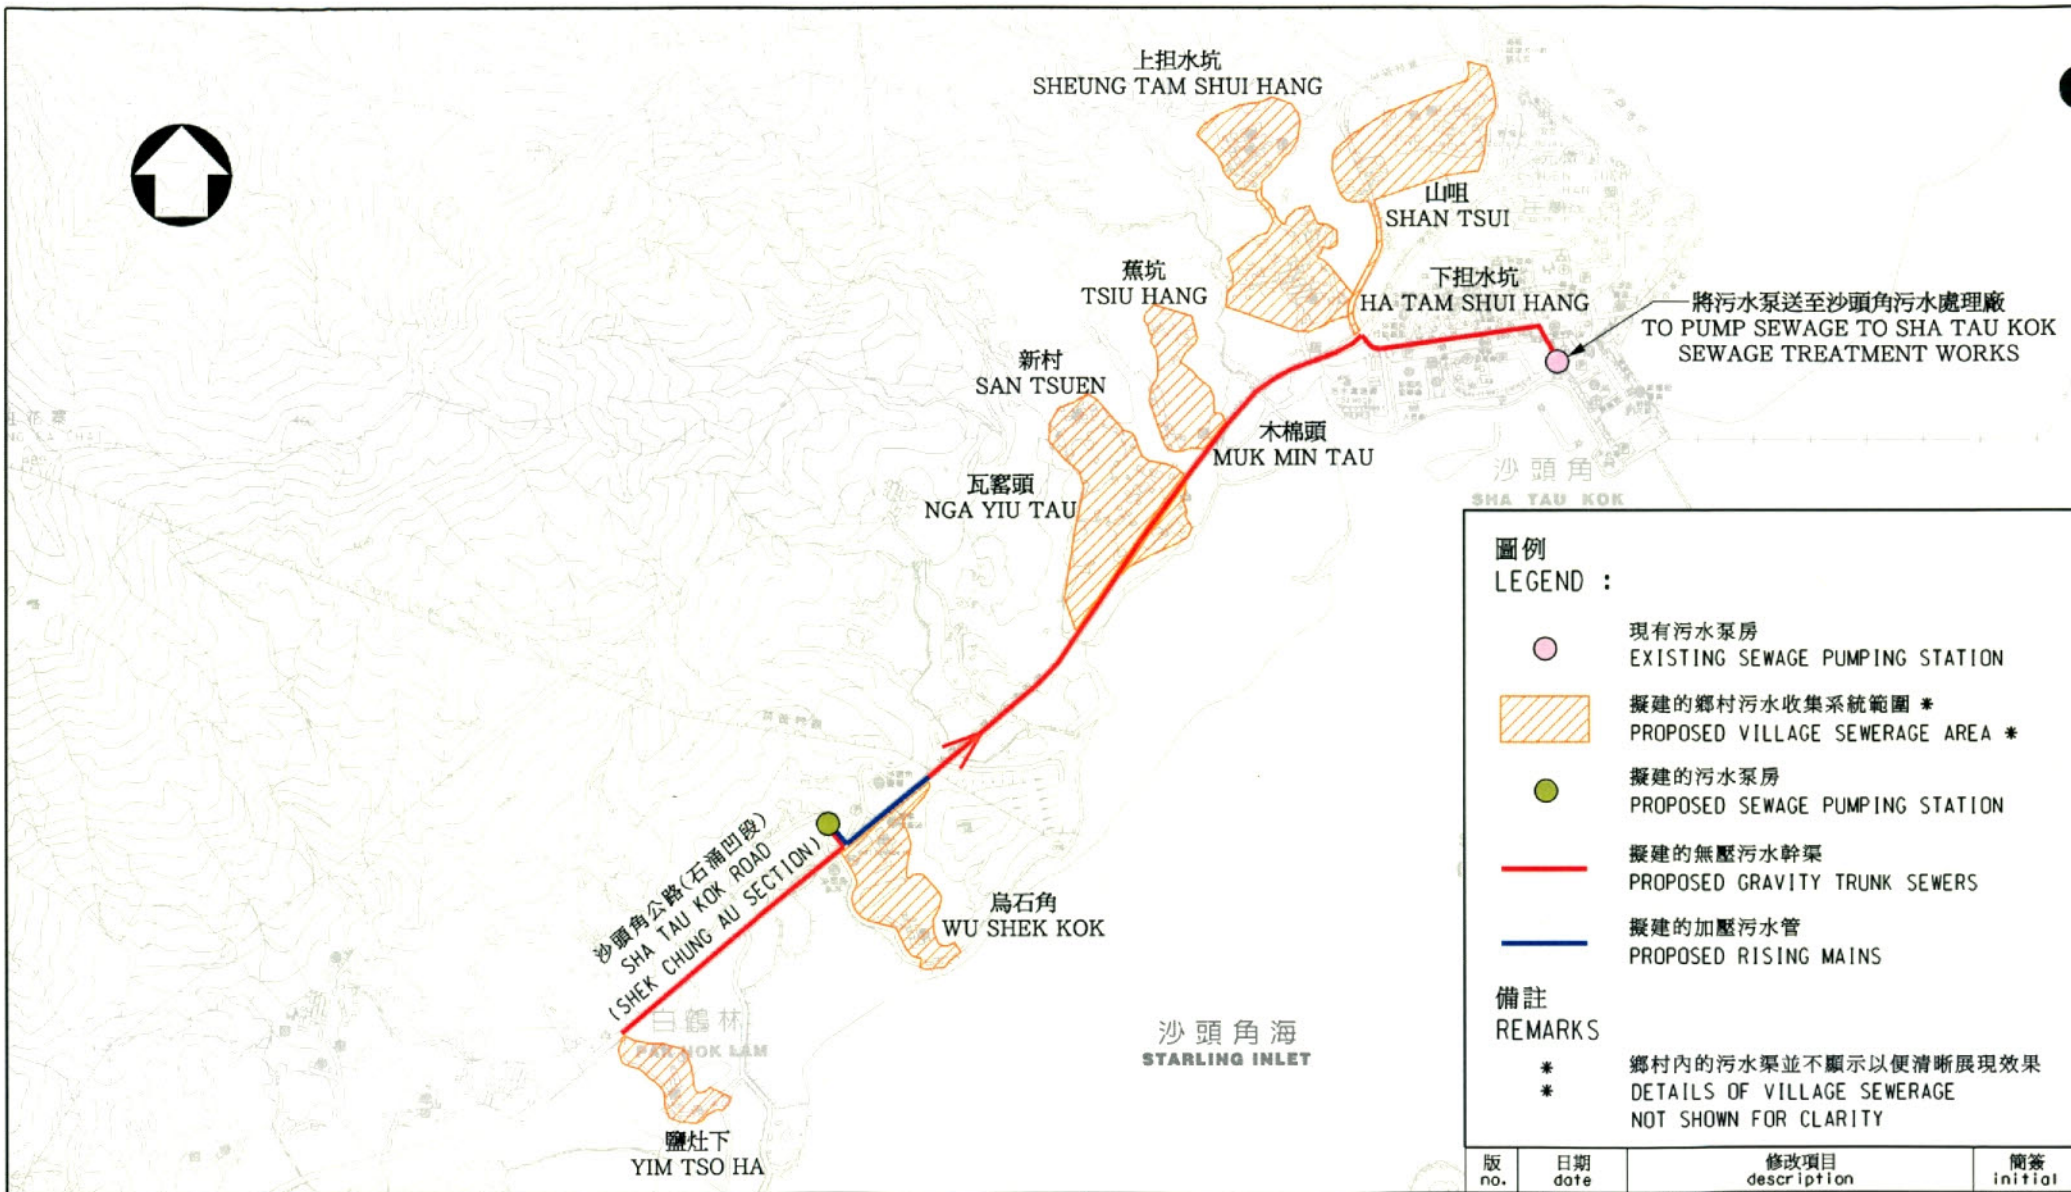 上担水坑
SHEUNG TAM SHUI HANG
山咀
SHAN TSUI
蕉坑
TSIU HANG
下担水坑
HA TAM SHUI HANG
將污水泵送至沙頭角污水處理廠
TO PUMP SEWAGE TO SHA TAU KOK
SEWAGE TREATMENT WORKS
新村
SAN TSUEN
木棉頭
MUK MIN TAU
瓦窰頭
NGA YIU TAU
沙頭角
SHA TAU KOK
沙頭角公路(石涌凹段)
SHA TAU KOK ROAD
(SHEK CHUNG AU SECTION)
烏石角
WU SHEK KOK
白鶴林
PAK HOK LAM
沙頭角海
STARLING INLET
鹽灶下
YIM TSO HA
圖例
LEGEND :
現有污水泵房
EXISTING SEWAGE PUMPING STATION
擬建的鄉村污水收集系統範圍 *
PROPOSED VILLAGE SEWERAGE AREA *
擬建的污水泵房
PROPOSED SEWAGE PUMPING STATION
擬建的無壓污水幹渠
PROPOSED GRAVITY TRUNK SEWERS
擬建的加壓污水管
PROPOSED RISING MAINS
備註
REMARKS
* 鄉村內的污水渠並不顯示以便清晰展現效果
* DETAILS OF VILLAGE SEWERAGE
NOT SHOWN FOR CLARITY
版 日期 修改項目 簡簽
no. date description initial